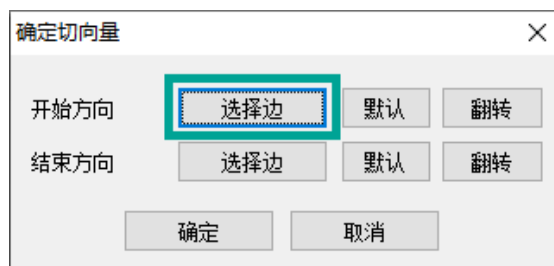 确定切向量
开始方向 选择边 默认 翻转
结束方向 选择边 默认 翻转
确定 取消